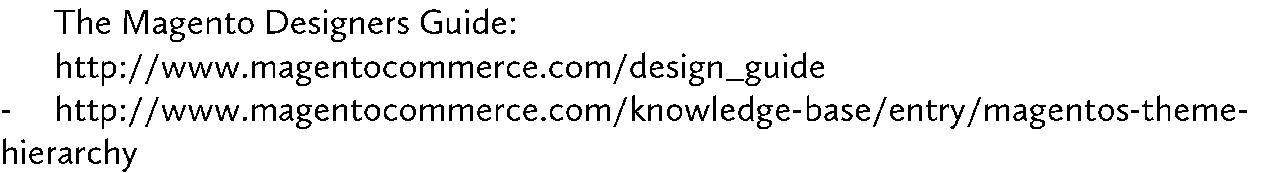 The Magento Designers Guide:
http://www.magentocommerce.com/design_guide
- http://www.magentocommerce.com/knowledge-base/entry/magentos-theme-
hierarchy